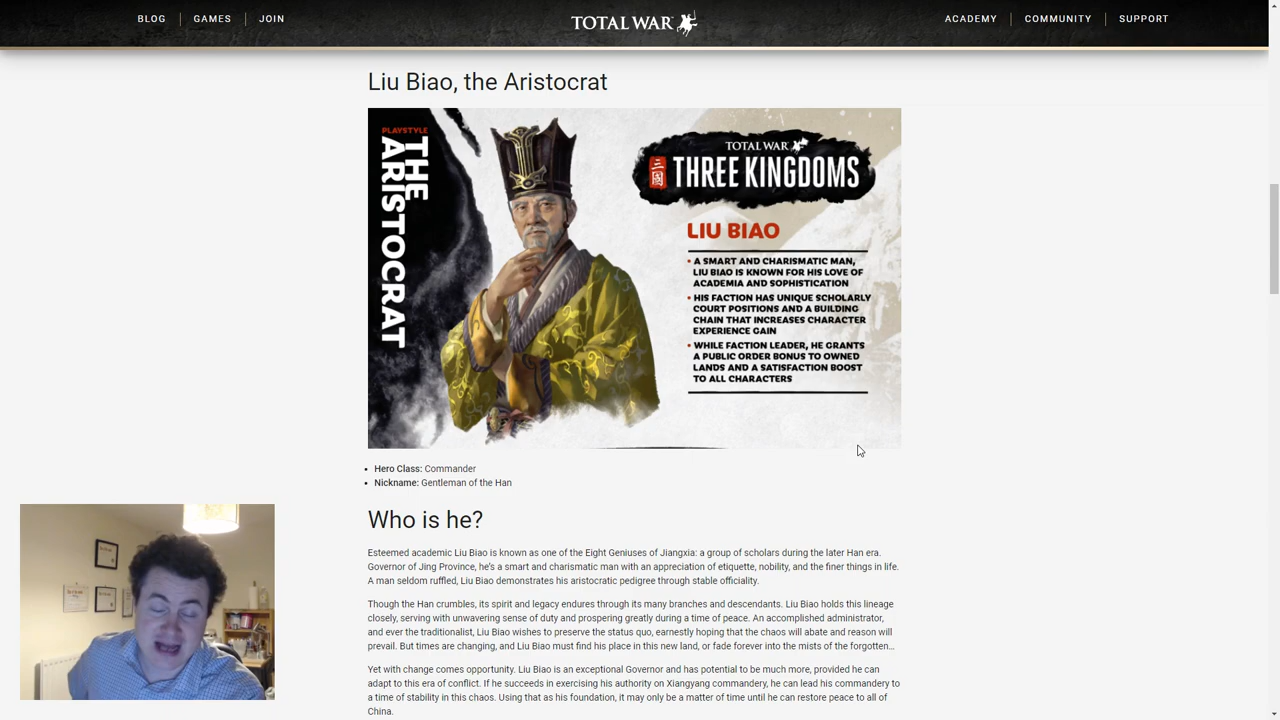 BLOG
GAMES
JOIN
TOTAL WAR
ACADEMY
COMMUNITY
SUPPORT
Liu Biao, the Aristocrat
PLAYSTYLE
THE
ARISTOCRAT
TOTAL WAR
三國
THREE KINGDOMS
LIU BIAO
• A SMART AND CHARISMATIC MAN,
LIU BIAO IS KNOWN FOR HIS LOVE OF
ACADEMIA AND SOPHISTICATION
• HIS FACTION HAS UNIQUE SCHOLARLY
COURT POSITIONS AND A BUILDING
CHAIN THAT INCREASES CHARACTER
EXPERIENCE GAIN
• WHILE FACTION LEADER, HE GRANTS
A PUBLIC ORDER BONUS TO OWNED
LANDS AND A SATISFACTION BOOST
TO ALL CHARACTERS
• Hero Class: Commander
• Nickname: Gentleman of the Han
Who is he?
Esteemed academic Liu Biao is known as one of the Eight Geniuses of Jiangxia: a group of scholars during the later Han era.
Governor of Jing Province, he's a smart and charismatic man with an appreciation of etiquette, nobility, and the finer things in life.
A man seldom ruffled, Liu Biao demonstrates his aristocratic pedigree through stable officiality.
Though the Han crumbles, its spirit and legacy endures through its many branches and descendants. Liu Biao holds this lineage
closely, serving with unwavering sense of duty and prospering greatly during a time of peace. An accomplished administrator,
and ever the traditionalist, Liu Biao wishes to preserve the status quo, earnestly hoping that the chaos will abate and reason will
prevail. But times are changing, and Liu Biao must find his place in this new land, or fade forever into the mists of the forgotten…
Yet with change comes opportunity. Liu Biao is an exceptional Governor and has potential to be much more, provided he can
adapt to this era of conflict. If he succeeds in exercising his authority on Xiangyang commandery, he can lead his commandery to
a time of stability in this chaos. Using that as his foundation, it may only be a matter of time until he can restore peace to all of
China.